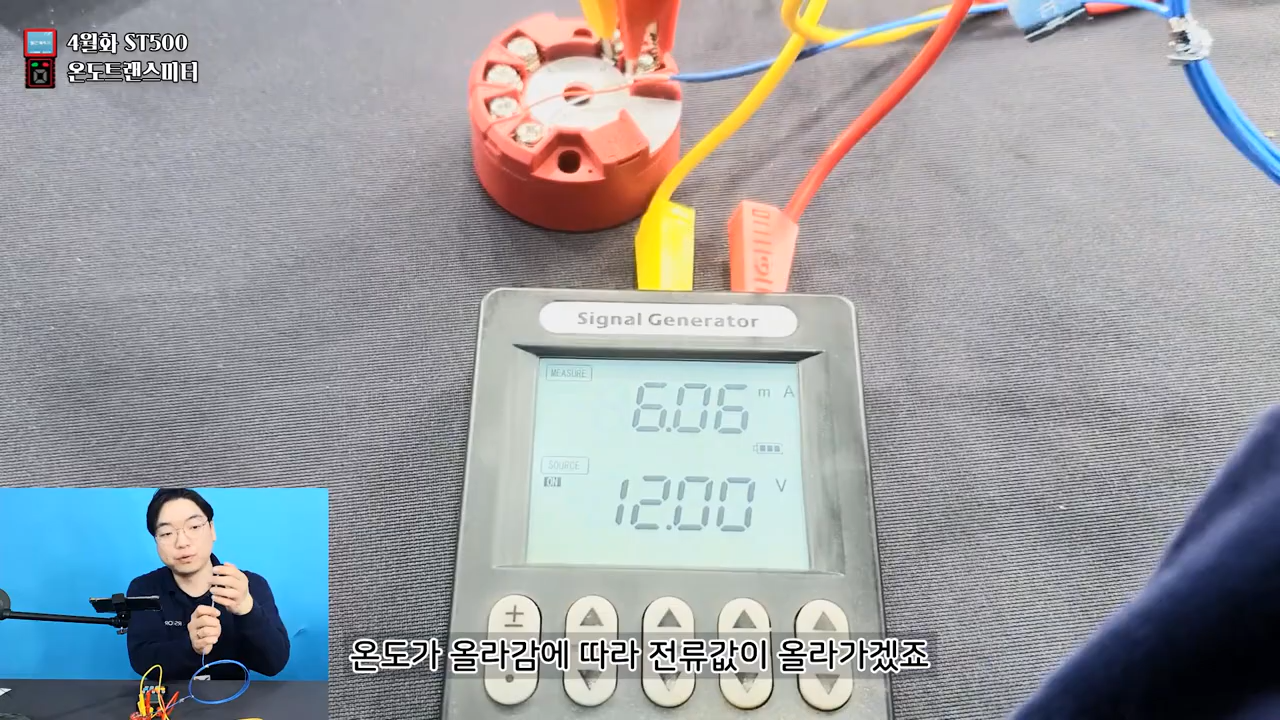 4월화 ST500
온도트랜스미터
Signal Generator
MEASURE
6.06 m A
SOURCE
ON
12.00 V
±
온도가 올라감에 따라 전류값이 올라가겠죠